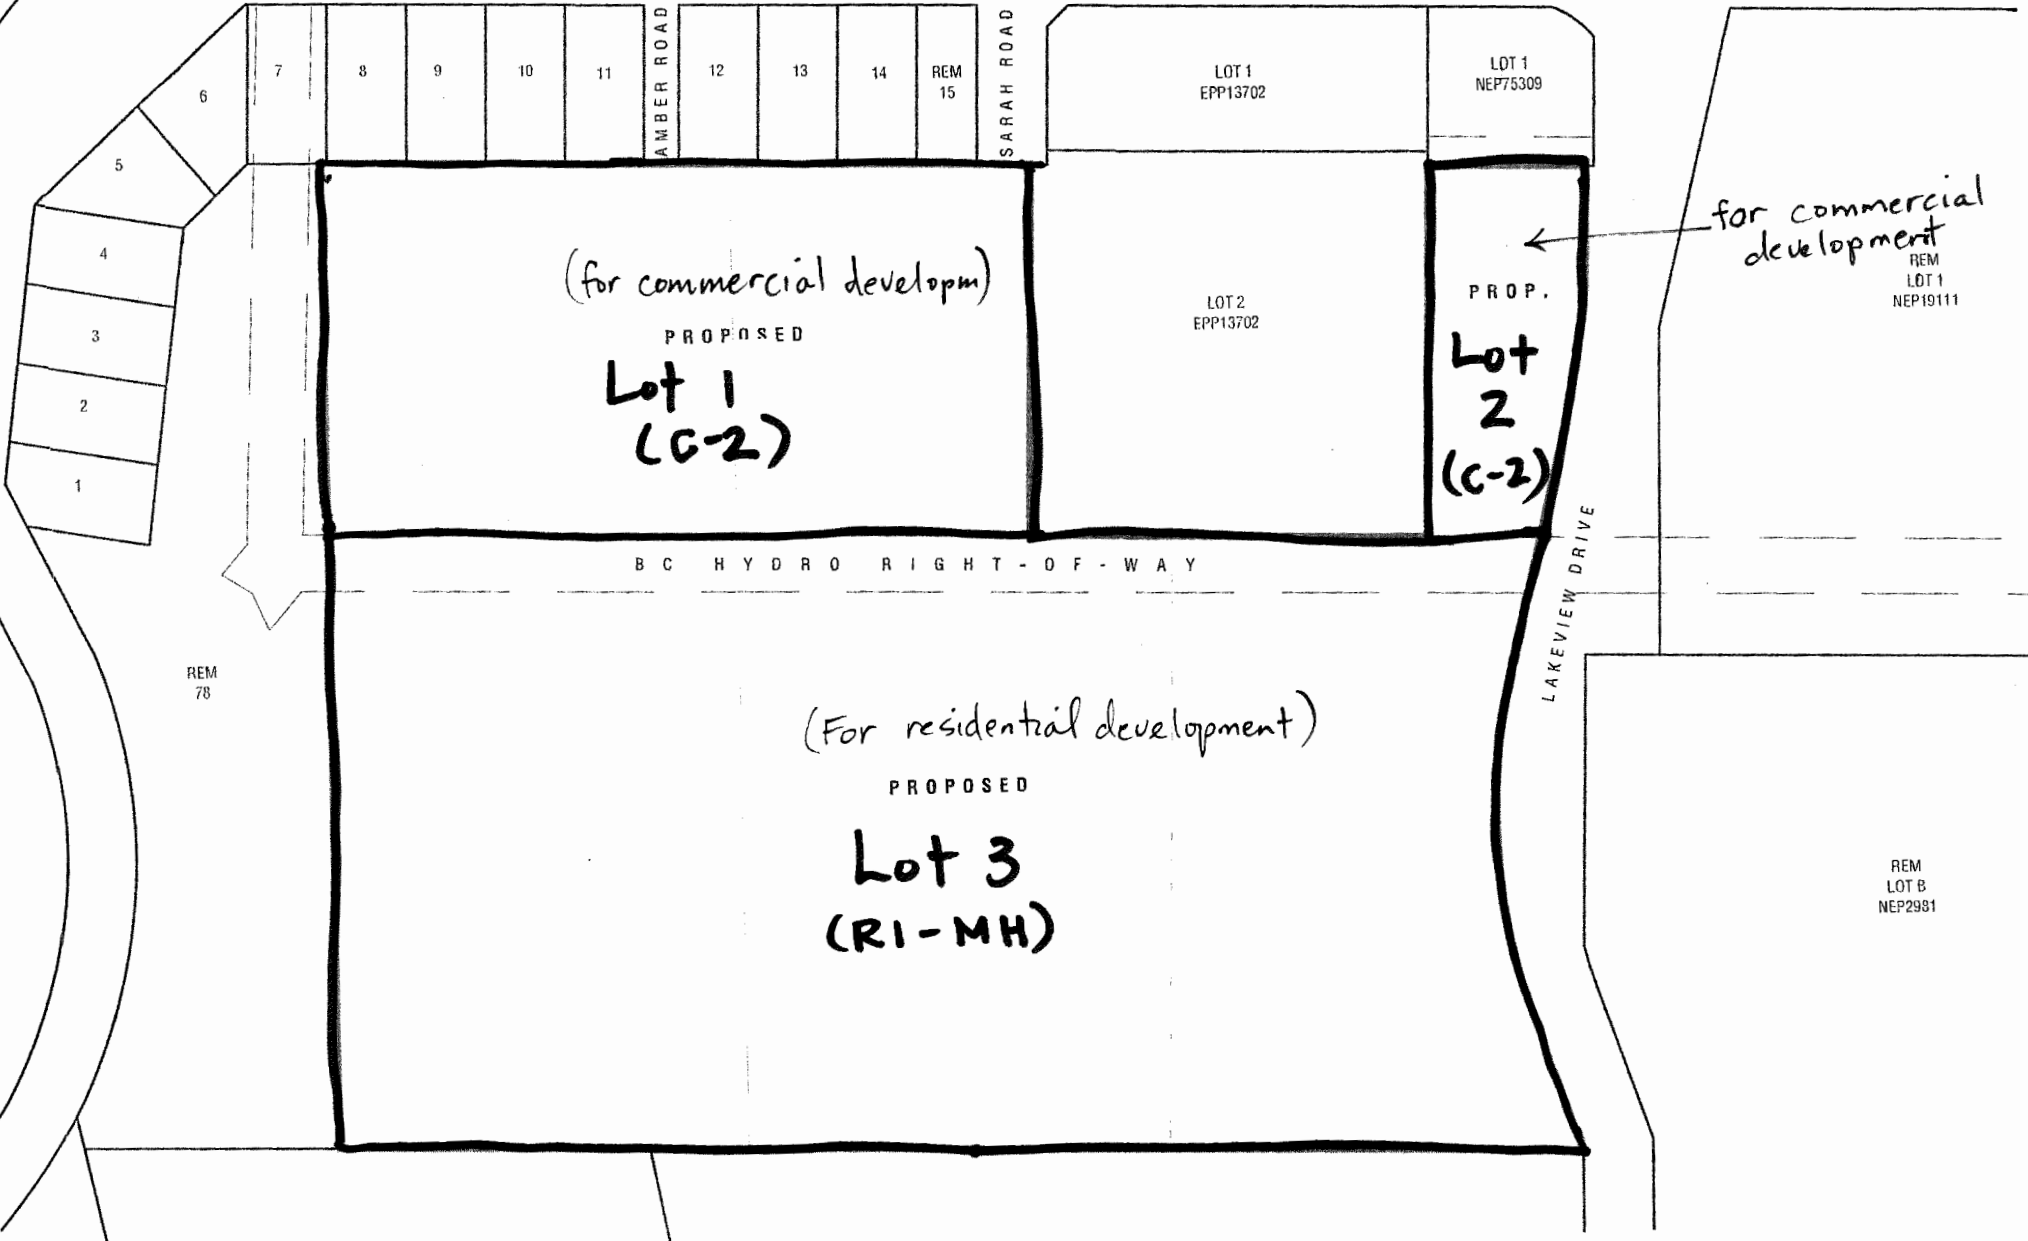 7
8
9
10
11
AMBER ROAD
12
13
14
REM
15
SARAH ROAD
LOT 1
EPP13702
LOT 1
NEP75309
6
5
4
3
2
1
for commercial
development
REM
LOT 1
NEP19111
(for commercial developm)
PROPOSED
Lot 1
(C-2)
LOT 2
EPP13702
PROP.
Lot
2
(C-2)
BC HYDRO RIGHT-OF-WAY
LAKEVIEW DRIVE
REM
78
(For residential development)
PROPOSED
Lot 3
(R1-MH)
REM
LOT B
NEP2981